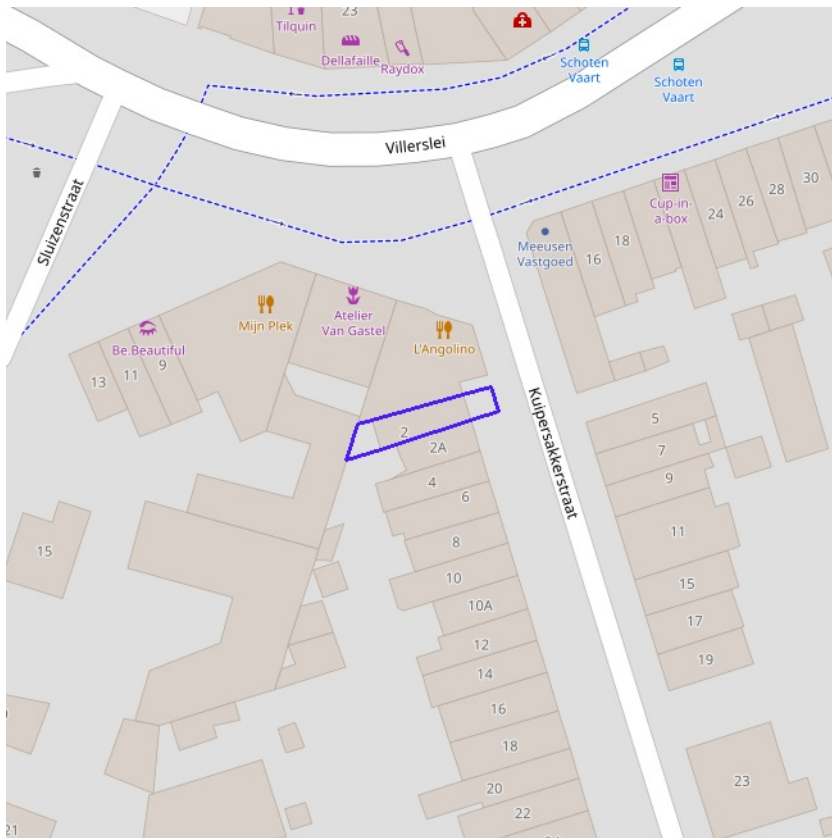 23
Tilquin
Dellafaille
Raydox
Schoten
Vaart
Schoten
Vaart
Villerslei
Sluizenstraat
Cup-in-
a-box
30
28
26
24
18
16
Meeusen
Vastgoed
Mijn Plek
Atelier
Van Gastel
L'Angolino
Be.Beautiful
9
11
13
Kuipersakkerstraat
2
2A
4
6
8
10
10A
12
14
16
18
20
22
5
7
9
11
15
17
19
23
15
21